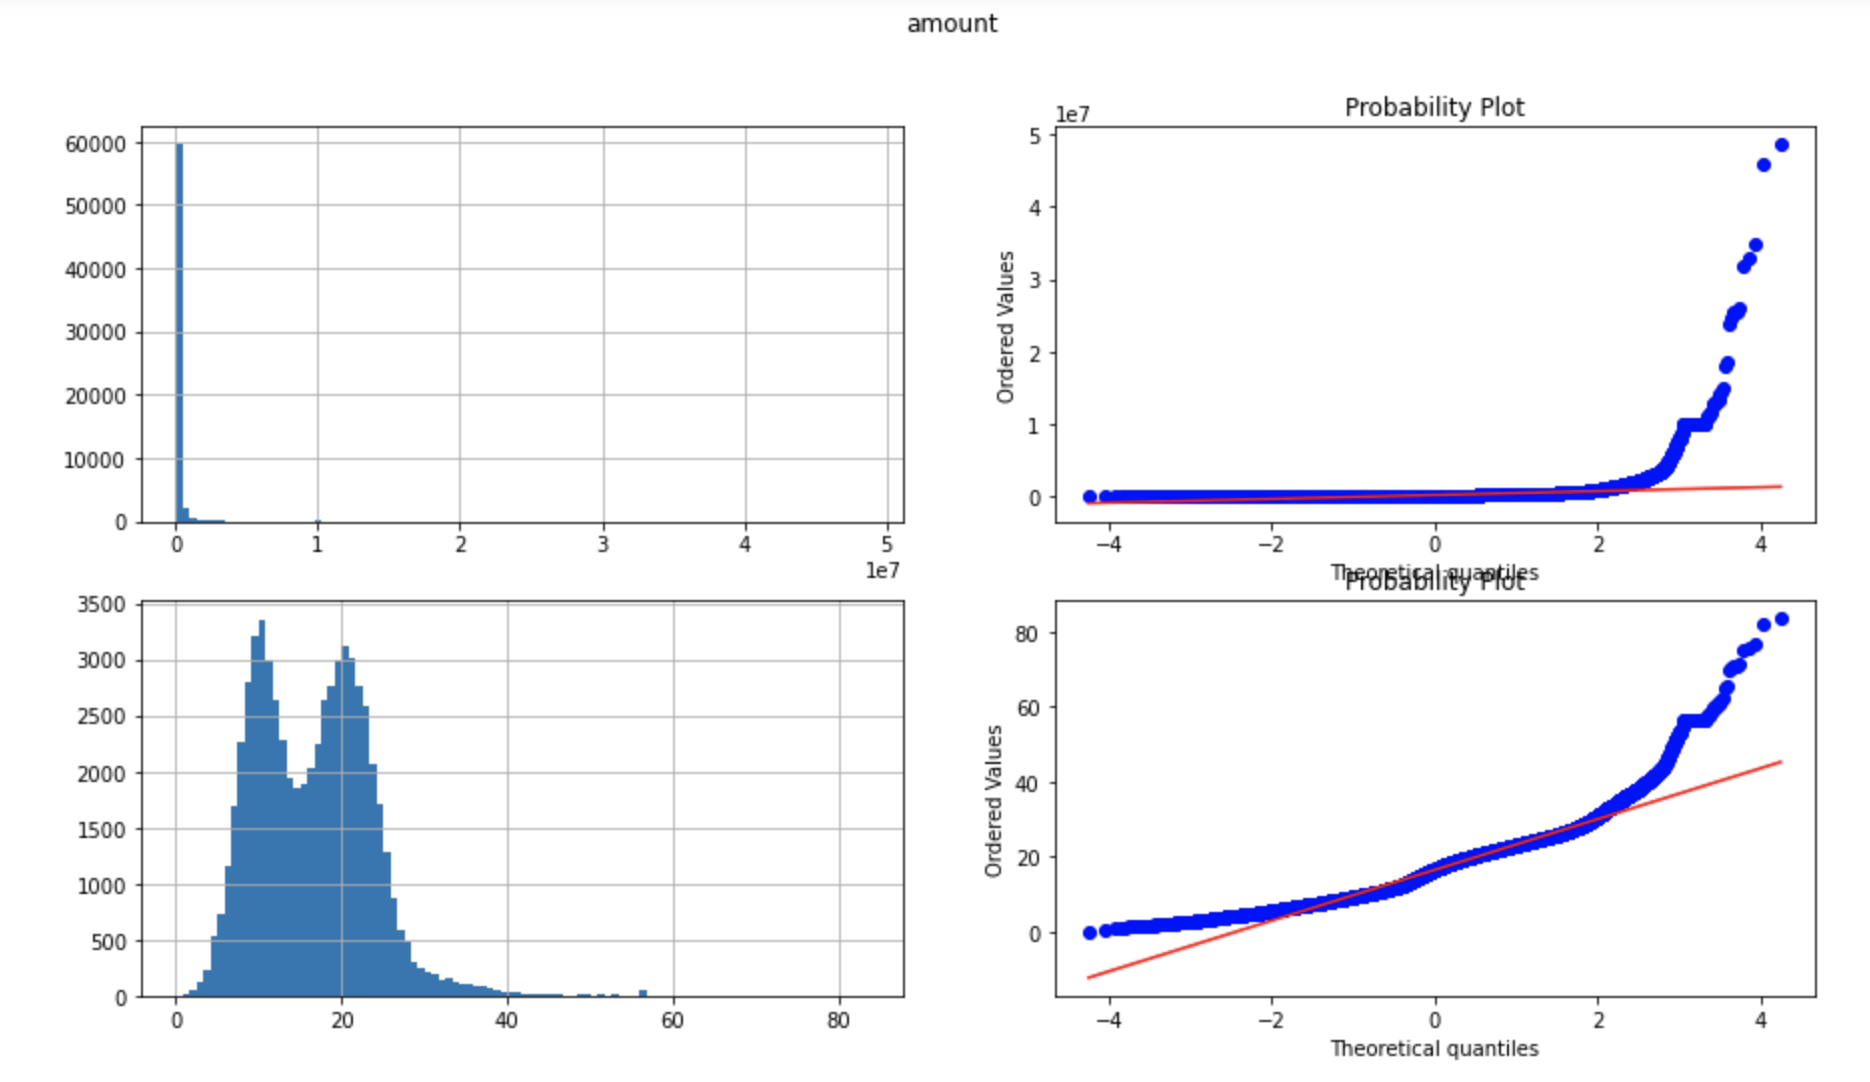 amount
60000
50000
40000
30000
20000
10000
0
0 1 2 3 4 5
1e7
Probability Plot
1e7
5
4
3
2
1
0
Ordered Values
−4 −2 0 2 4
Theoretical quantiles
3500
3000
2500
2000
1500
1000
500
0
0 20 40 60 80
Probability Plot
80
60
40
20
0
Ordered Values
−4 −2 0 2 4
Theoretical quantiles